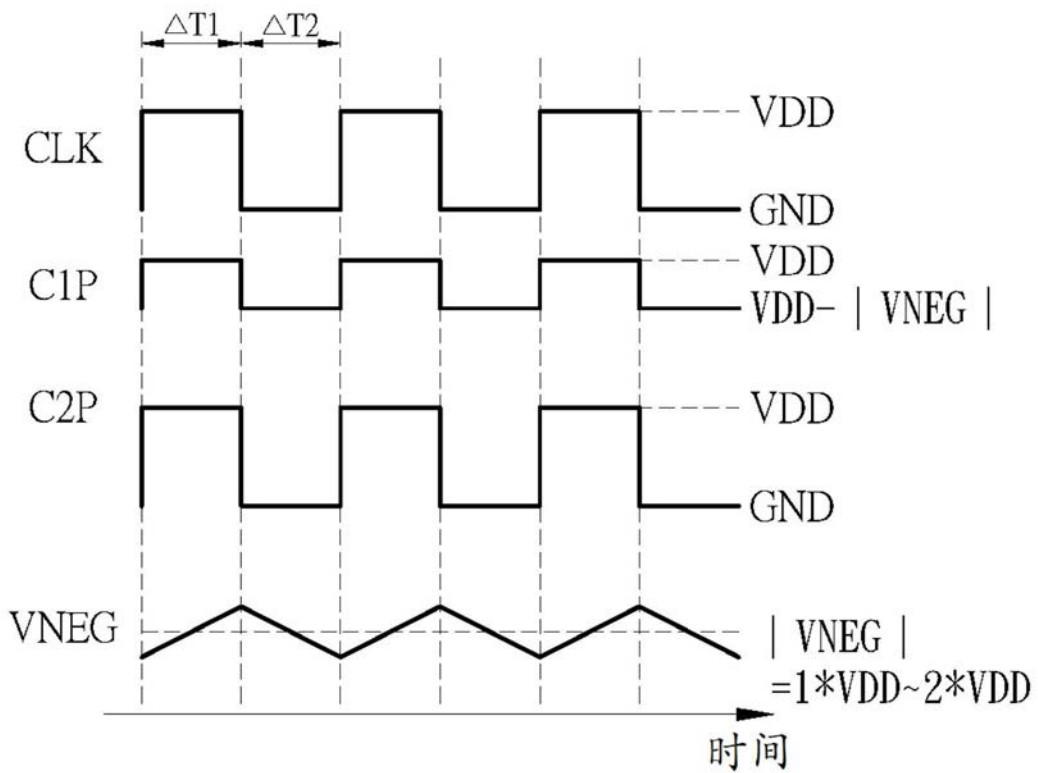 △T1 △T2
CLK
VDD
GND
C1P
VDD
VDD-｜VNEG｜
C2P
VDD
GND
VNEG
｜VNEG｜
=1*VDD~2*VDD
时间